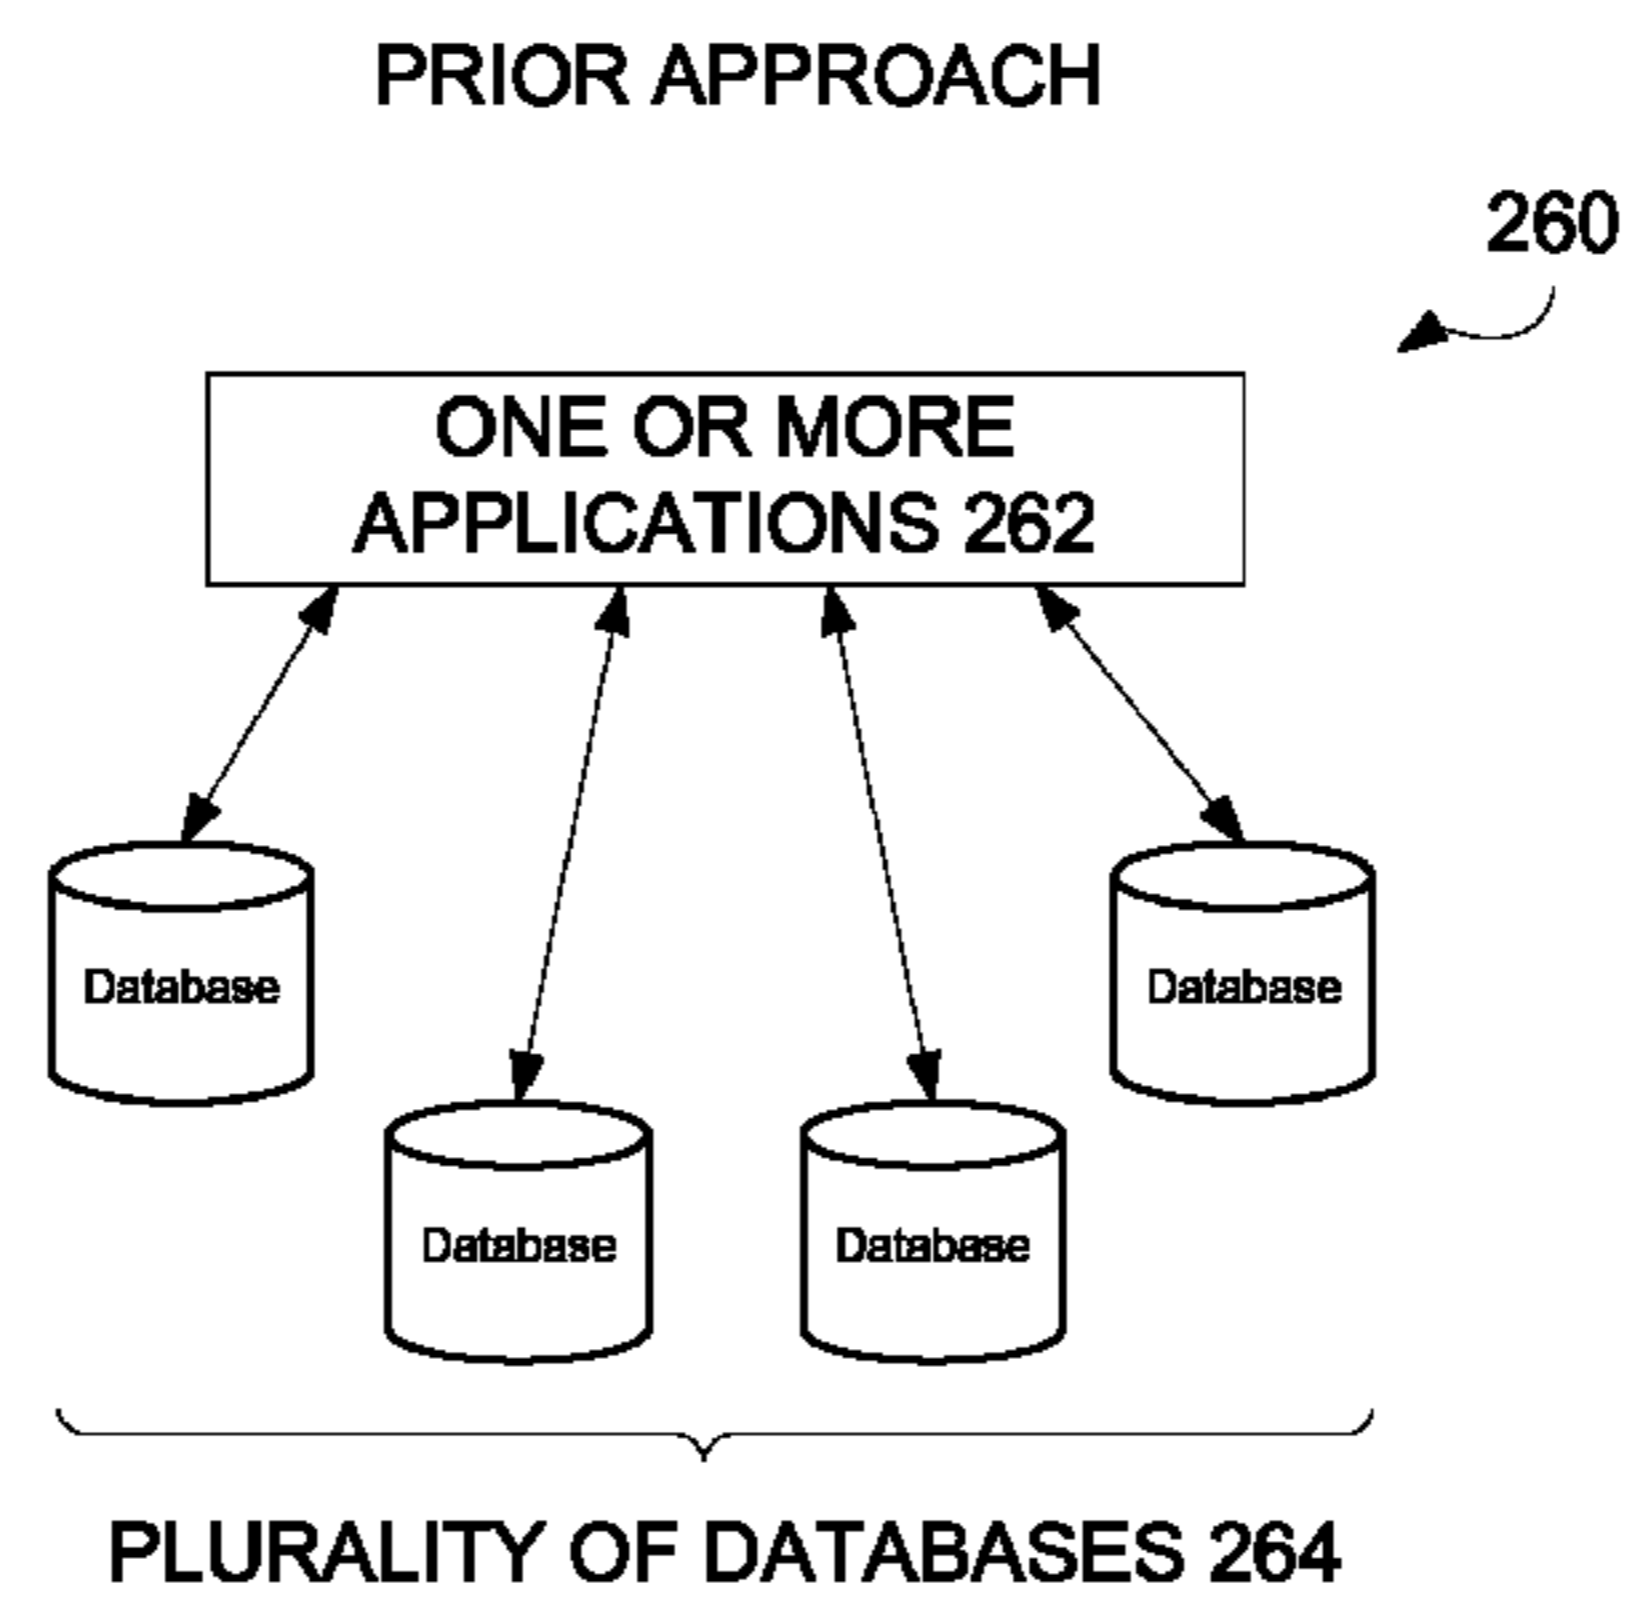 PRIOR APPROACH
260
ONE OR MORE
APPLICATIONS 262
Database
Database
Database
Database
PLURALITY OF DATABASES 264